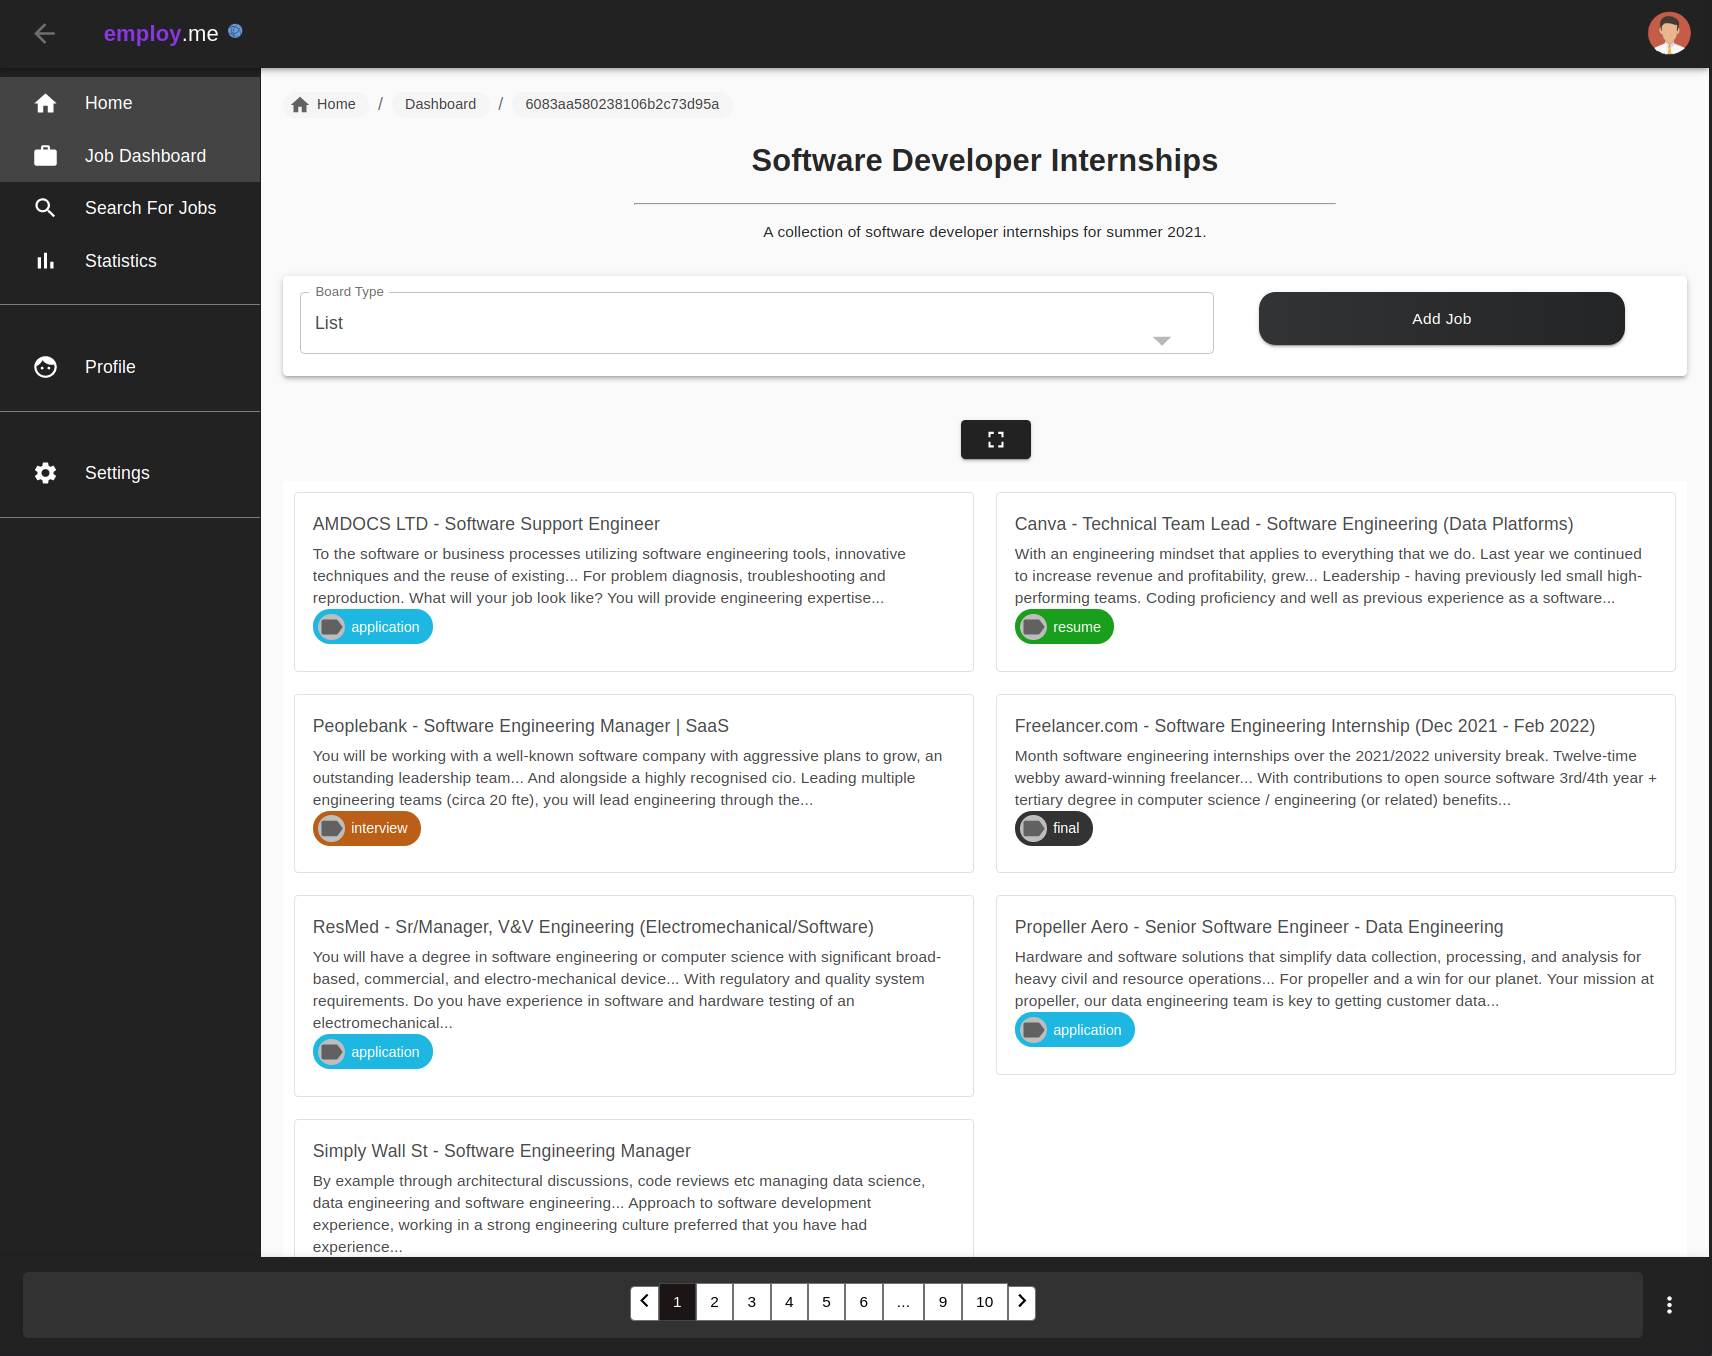 employ.me
Home
Job Dashboard
Search For Jobs
Statistics
Profile
Settings
Home / Dashboard / 6083aa580238106b2c73d95a
Software Developer Internships
A collection of software developer internships for summer 2021.
Board Type
List
Add Job
AMDOCS LTD - Software Support Engineer
To the software or business processes utilizing software engineering tools, innovative
techniques and the reuse of existing... For problem diagnosis, troubleshooting and
reproduction. What will your job look like? You will provide engineering expertise...
application
Canva - Technical Team Lead - Software Engineering (Data Platforms)
With an engineering mindset that applies to everything that we do. Last year we continued
to increase revenue and profitability, grew... Leadership - having previously led small high-
performing teams. Coding proficiency and well as previous experience as a software...
resume
Peoplebank - Software Engineering Manager | SaaS
You will be working with a well-known software company with aggressive plans to grow, an
outstanding leadership team... And alongside a highly recognised cio. Leading multiple
engineering teams (circa 20 fte), you will lead engineering through the...
interview
Freelancer.com - Software Engineering Internship (Dec 2021 - Feb 2022)
Month software engineering internships over the 2021/2022 university break. Twelve-time
webby award-winning freelancer... With contributions to open source software 3rd/4th year +
tertiary degree in computer science / engineering (or related) benefits...
final
ResMed - Sr/Manager, V&V Engineering (Electromechanical/Software)
You will have a degree in software engineering or computer science with significant broad-
based, commercial, and electro-mechanical device... With regulatory and quality system
requirements. Do you have experience in software and hardware testing of an
electromechanical...
application
Propeller Aero - Senior Software Engineer - Data Engineering
Hardware and software solutions that simplify data collection, processing, and analysis for
heavy civil and resource operations... For propeller and a win for our planet. Your mission at
propeller, our data engineering team is key to getting customer data...
application
Simply Wall St - Software Engineering Manager
By example through architectural discussions, code reviews etc managing data science,
data engineering and software engineering... Approach to software development
experience, working in a strong engineering culture preferred that you have had
experience...
1 2 3 4 5 6 ... 9 10